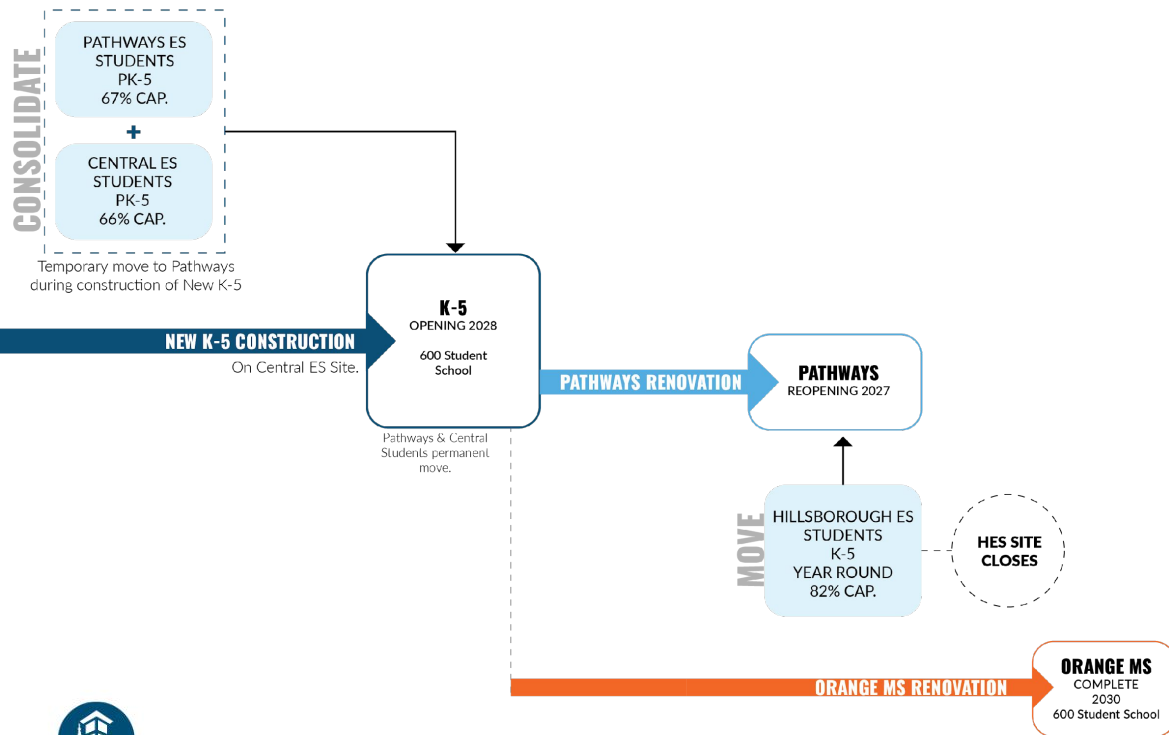 CONSOLIDATE
PATHWAYS ES
STUDENTS
PK-5
67% CAP.
+
CENTRAL ES
STUDENTS
PK-5
66% CAP.
Temporary move to Pathways
during construction of New K-5
NEW K-5 CONSTRUCTION
On Central ES Site.
K-5
OPENING 2028
600 Student
School
Pathways & Central
Students permanent
move.
PATHWAYS RENOVATION
PATHWAYS
REOPENING 2027
MOVE
HILLSBOROUGH ES
STUDENTS
K-5
YEAR ROUND
82% CAP.
HES SITE
CLOSES
ORANGE MS RENOVATION
ORANGE MS
COMPLETE
2030
600 Student School